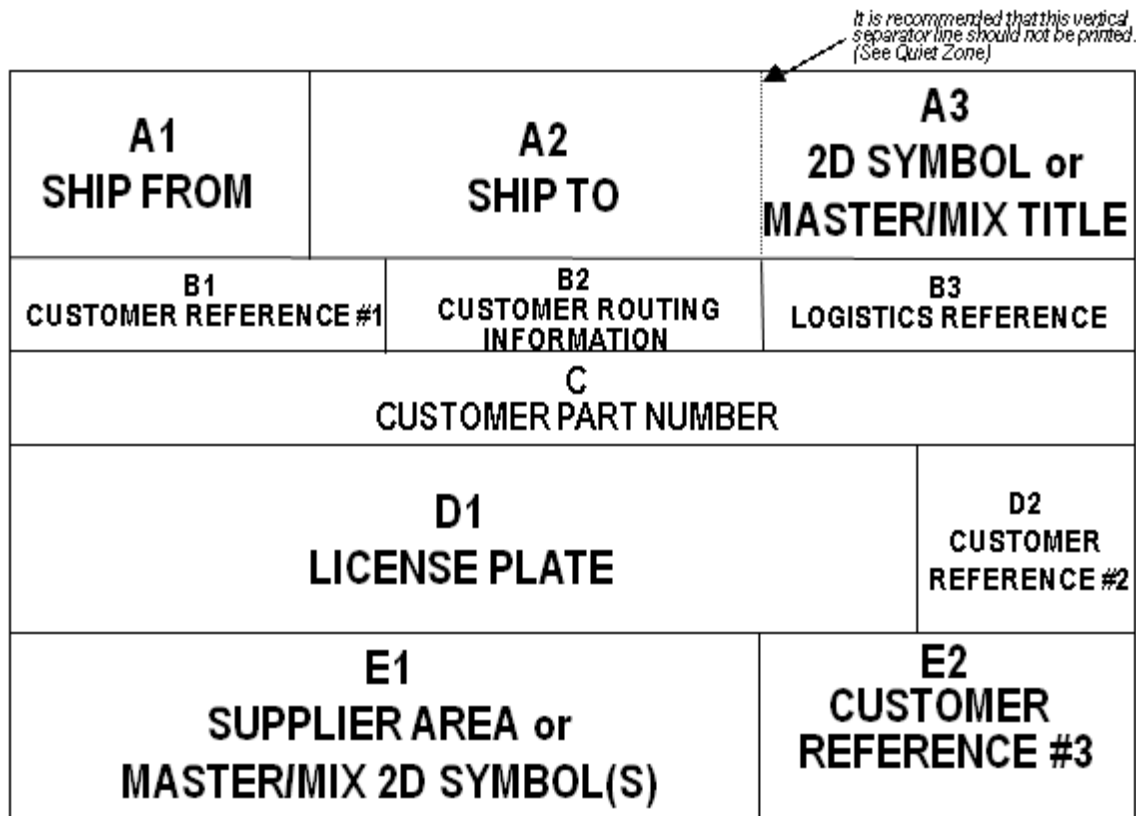 It is recommended that this vertical
separator line should not be printed.
(See Quiet Zone)
A1
SHIP FROM
A2
SHIP TO
A3
2D SYMBOL or
MASTER/MIX TITLE
B1
CUSTOMER REFERENCE #1
B2
CUSTOMER ROUTING
INFORMATION
B3
LOGISTICS REFERENCE
C
CUSTOMER PART NUMBER
D1
LICENSE PLATE
D2
CUSTOMER
REFERENCE #2
E1
SUPPLIER AREA or
MASTER/MIX 2D SYMBOL(S)
E2
CUSTOMER
REFERENCE #3